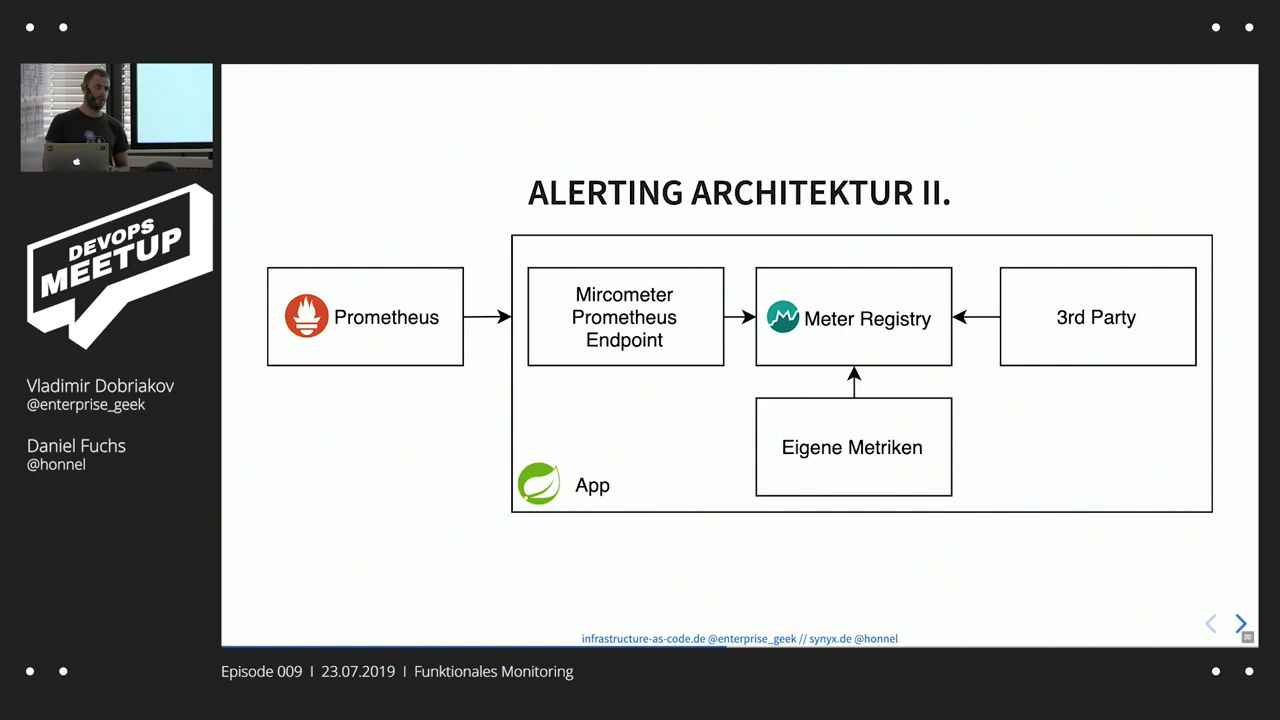 DEVOPS
MEETUP
Vladimir Dobriakov
@enterprise_geek
Daniel Fuchs
@honnel
ALERTING ARCHITEKTUR II.
Prometheus
Mircometer
Prometheus
Endpoint
Meter Registry
3rd Party
Eigene Metriken
App
infrastructure-as-code.de @enterprise_geek // synyx.de @honnel
20
Episode 009 | 23.07.2019 | Funktionales Monitoring